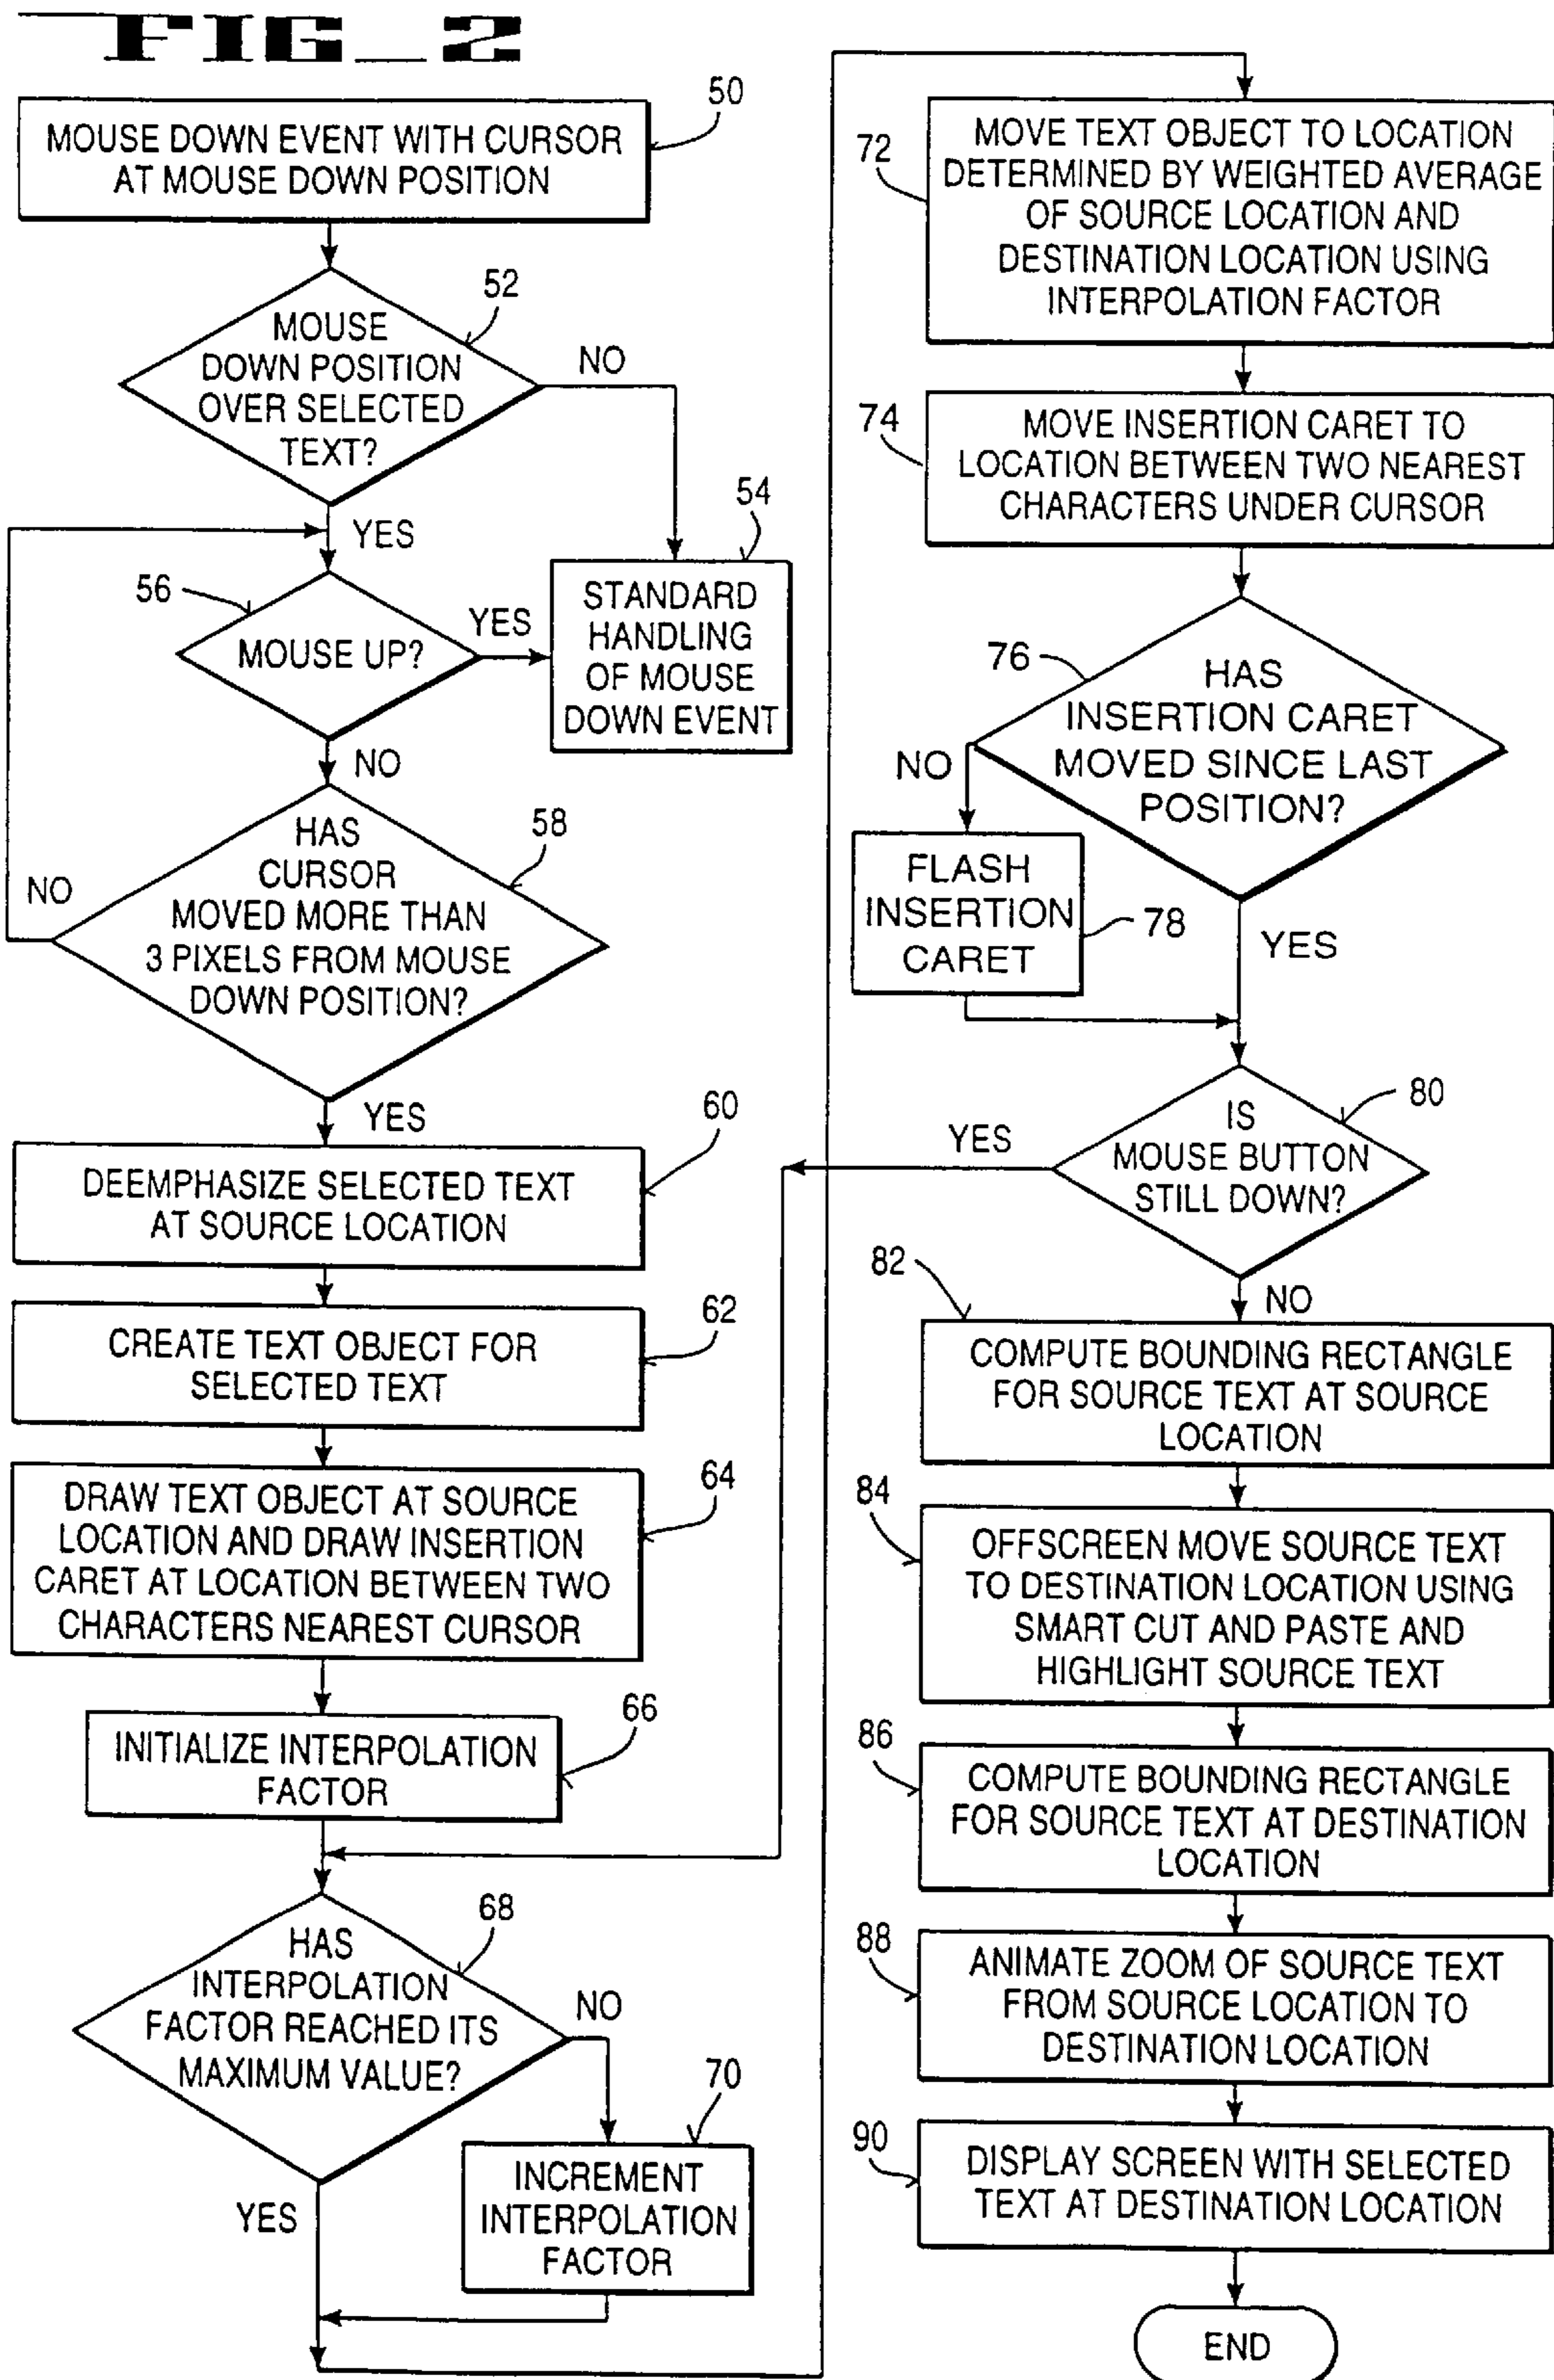 FIG_2
50
MOUSE DOWN EVENT WITH CURSOR
AT MOUSE DOWN POSITION
52
MOUSE
DOWN POSITION
OVER SELECTED
TEXT?
NO
YES
54
STANDARD
HANDLING
OF MOUSE
DOWN EVENT
56
MOUSE UP?
YES
NO
58
HAS
CURSOR
MOVED MORE THAN
3 PIXELS FROM MOUSE
DOWN POSITION?
NO
YES
60
DEEMPHASIZE SELECTED TEXT
AT SOURCE LOCATION
62
CREATE TEXT OBJECT FOR
SELECTED TEXT
64
DRAW TEXT OBJECT AT SOURCE
LOCATION AND DRAW INSERTION
CARET AT LOCATION BETWEEN TWO
CHARACTERS NEAREST CURSOR
66
INITIALIZE INTERPOLATION
FACTOR
68
HAS
INTERPOLATION
FACTOR REACHED ITS
MAXIMUM VALUE?
NO
YES
70
INCREMENT
INTERPOLATION
FACTOR
72
MOVE TEXT OBJECT TO LOCATION
DETERMINED BY WEIGHTED AVERAGE
OF SOURCE LOCATION AND
DESTINATION LOCATION USING
INTERPOLATION FACTOR
74
MOVE INSERTION CARET TO
LOCATION BETWEEN TWO NEAREST
CHARACTERS UNDER CURSOR
76
HAS
INSERTION CARET
MOVED SINCE LAST
POSITION?
NO
YES
FLASH
INSERTION
CARET
78
80
IS
MOUSE BUTTON
STILL DOWN?
YES
NO
82
COMPUTE BOUNDING RECTANGLE
FOR SOURCE TEXT AT SOURCE
LOCATION
84
OFFSCREEN MOVE SOURCE TEXT
TO DESTINATION LOCATION USING
SMART CUT AND PASTE AND
HIGHLIGHT SOURCE TEXT
86
COMPUTE BOUNDING RECTANGLE
FOR SOURCE TEXT AT DESTINATION
LOCATION
88
ANIMATE ZOOM OF SOURCE TEXT
FROM SOURCE LOCATION TO
DESTINATION LOCATION
90
DISPLAY SCREEN WITH SELECTED
TEXT AT DESTINATION LOCATION
END